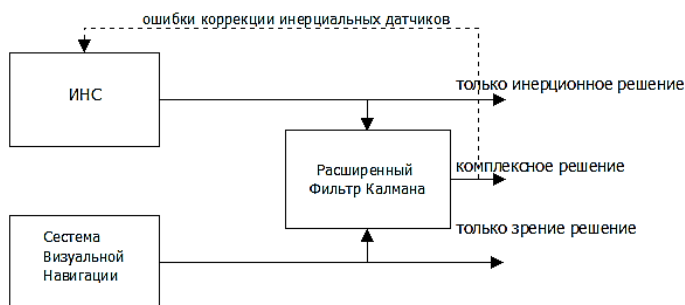 ошибки коррекции инерциальных датчиков
ИНС
только инерционное решение
Расширенный
Фильтр Калмана
комплексное решение
только зрение решение
Сестема
Визуальной
Навигации